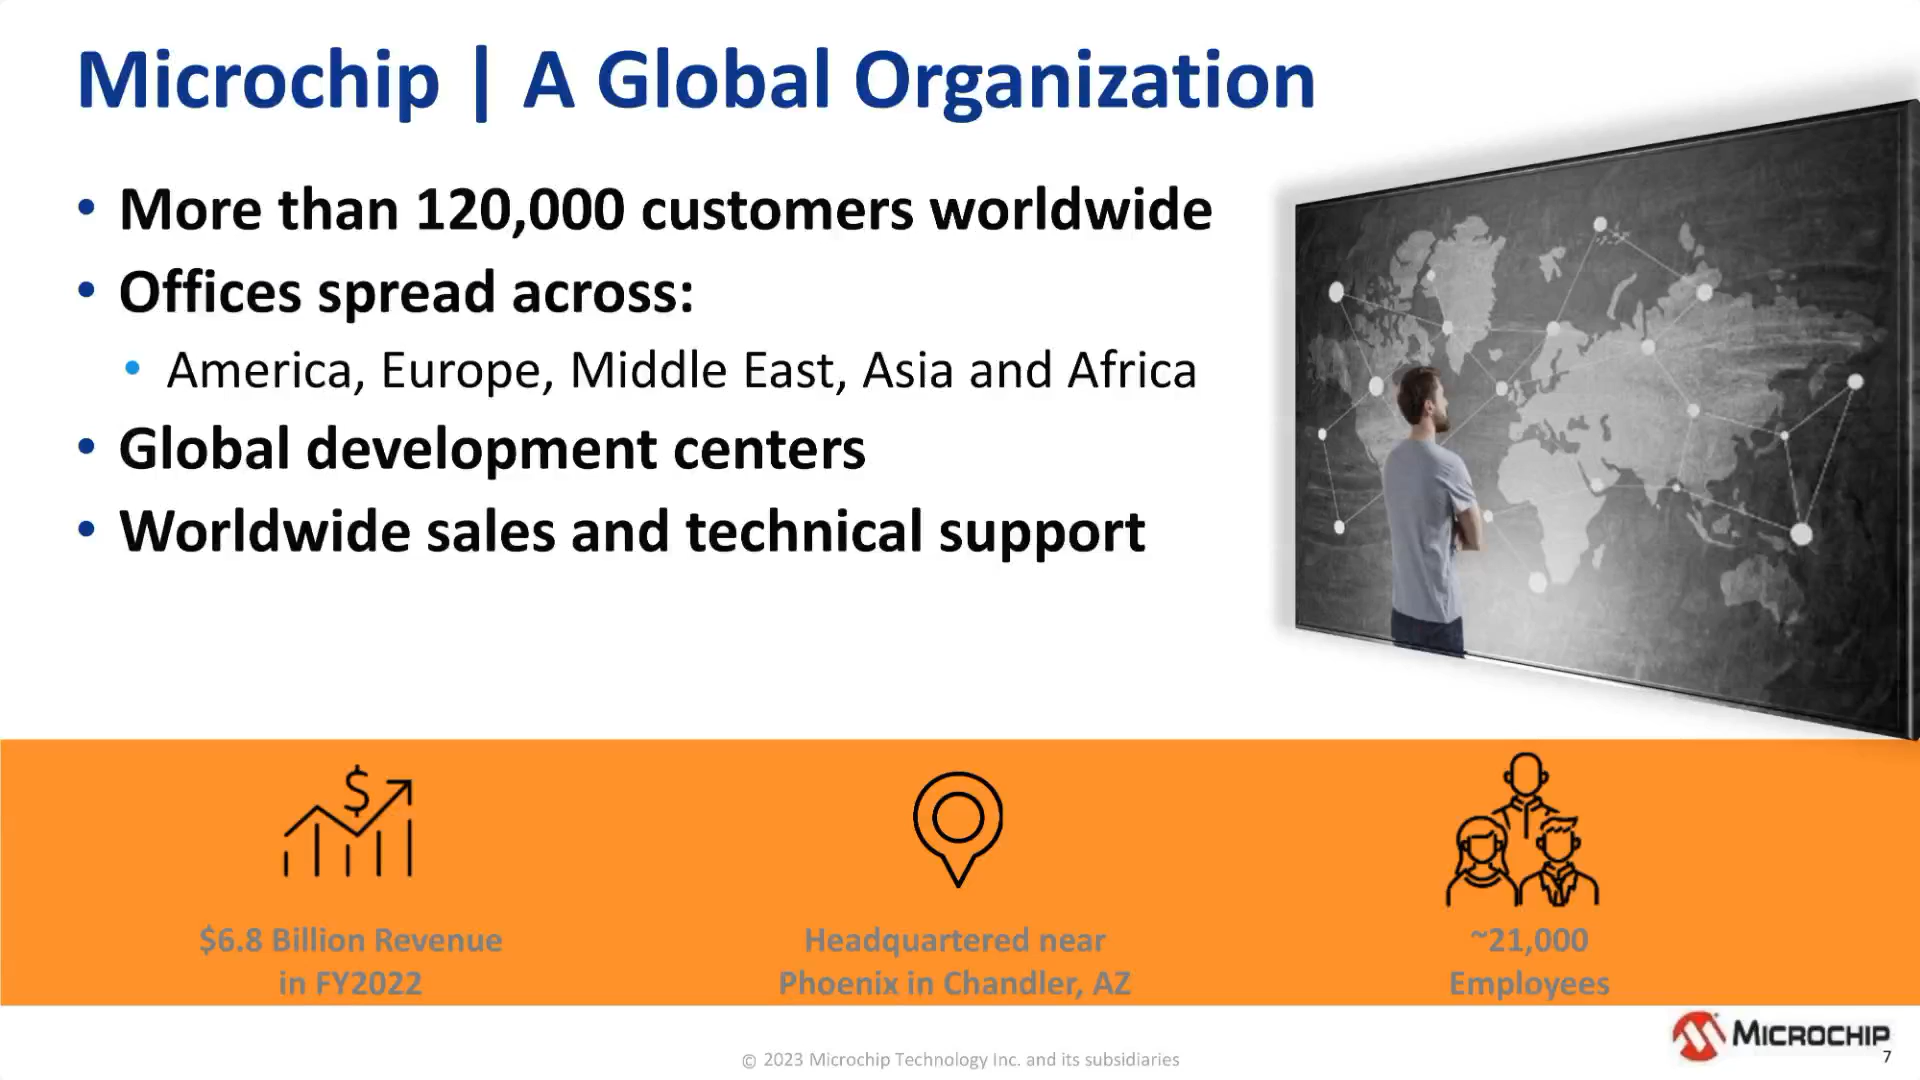 Microchip | A Global Organization
• More than 120,000 customers worldwide
• Offices spread across:
• America, Europe, Middle East, Asia and Africa
• Global development centers
• Worldwide sales and technical support
$
$6.8 Billion Revenue
in FY2022
Headquartered near
Phoenix in Chandler, AZ
~21,000
Employees
MICROCHIP
© 2023 Microchip Technology Inc. and its subsidiaries
7